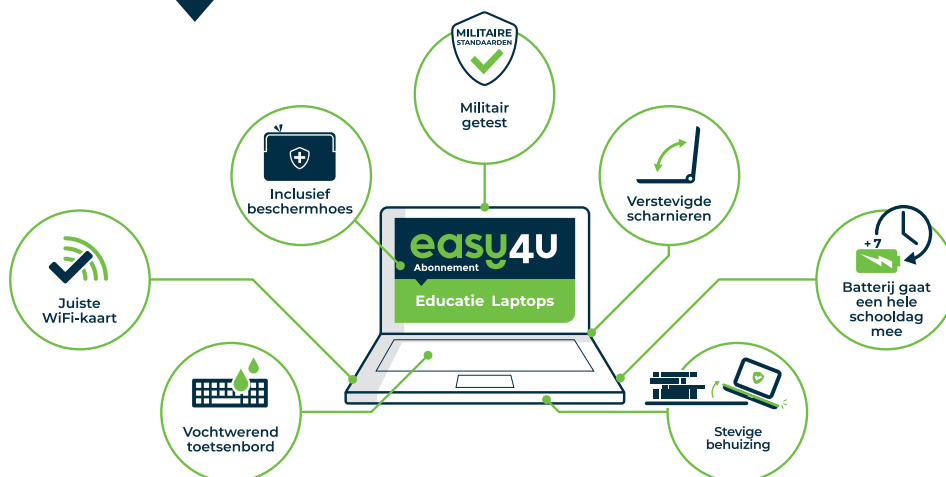 MILITAIRE
STANDAARDEN
Militair
getest
Inclusief
beschermhoes
Verstevigde
scharnieren
easy4u
Abonnement
Educatie Laptops
Juiste
WiFi-kaart
+7
Batterij gaat
een hele
schooldag
mee
Vochtwerend
toetsenbord
Stevige
behuizing